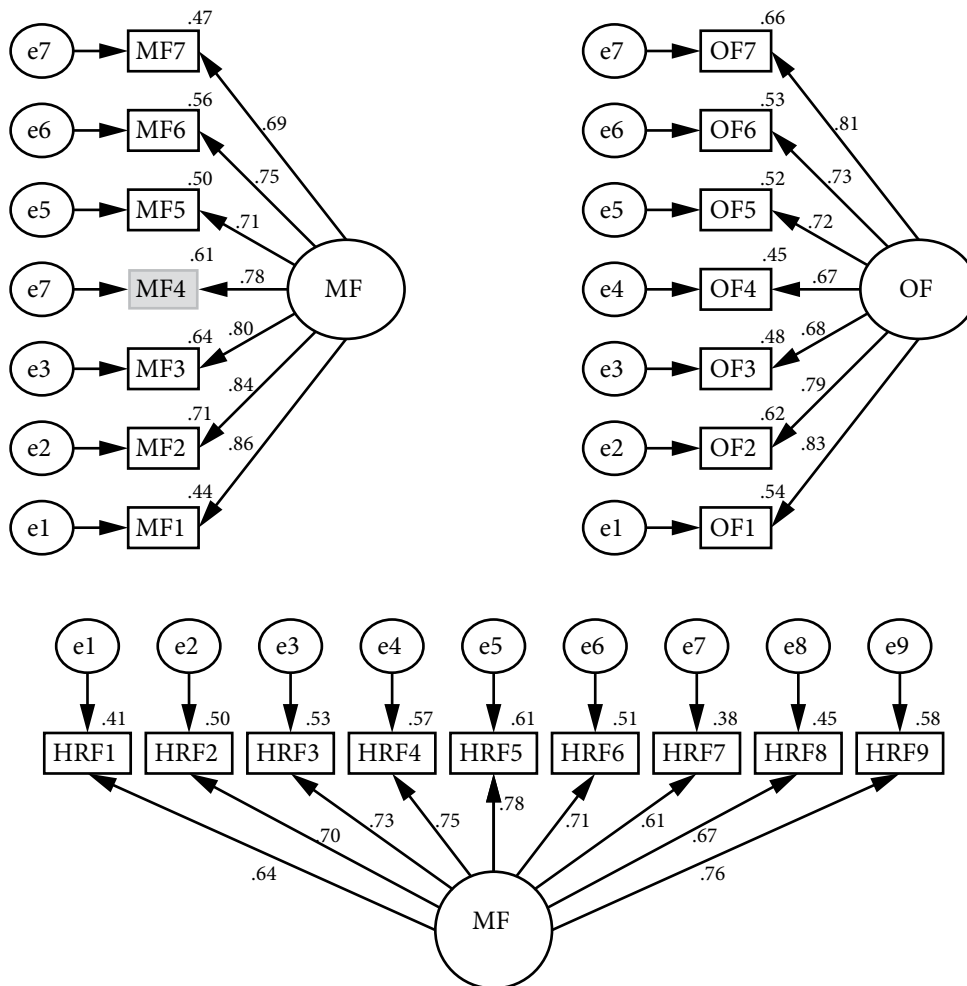 .47
e7 MF7
.69
.56
e6 MF6
.75
.50
e5 MF5
.71
.61
e7 MF4 .78 MF
.80
.64
e3 MF3
.84
.71
e2 MF2
.86
.44
e1 MF1
.66
e7 OF7
.81
.53
e6 OF6
.73
.52
e5 OF5
.72
.45
e4 OF4 .67 OF
.68
.48
e3 OF3
.79
.62
e2 OF2
.83
.54
e1 OF1
e1 e2 e3 e4 e5 e6 e7 e8 e9
.41 .50 .53 .57 .61 .51 .38 .45 .58
HRF1 HRF2 HRF3 HRF4 HRF5 HRF6 HRF7 HRF8 HRF9
.64 .70 .73 .75 .78 .71 .61 .67 .76
MF